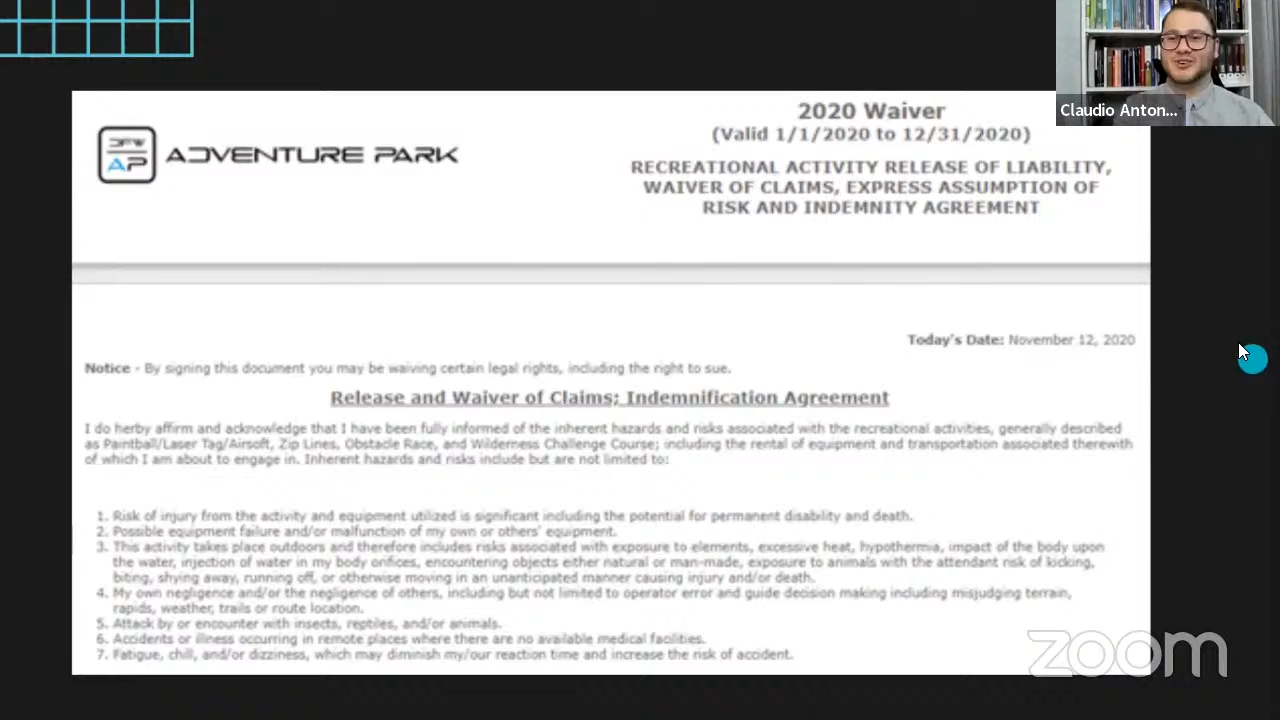 Claudio Anton...
2020 Waiver
(Valid 1/1/2020 to 12/31/2020)
DFW
AP
ADVENTURE PARK
RECREATIONAL ACTIVITY RELEASE OF LIABILITY,
WAIVER OF CLAIMS, EXPRESS ASSUMPTION OF
RISK AND INDEMNITY AGREEMENT
Today's Date: November 12, 2020
Notice - By signing this document you may be waiving certain legal rights, including the right to sue.
Release and Waiver of Claims; Indemnification Agreement
I do herby affirm and acknowledge that I have been fully informed of the inherent hazards and risks associated with the recreational activities, generally described
as Paintball/Laser Tag/Airsoft, Zip Lines, Obstacle Race, and Wilderness Challenge Course; including the rental of equipment and transportation associated therewith
of which I am about to engage in. Inherent hazards and risks include but are not limited to:
1. Risk of injury from the activity and equipment utilized is significant including the potential for permanent disability and death.
2. Possible equipment failure and/or malfunction of my own or others' equipment.
3. This activity takes place outdoors and therefore includes risks associated with exposure to elements, excessive heat, hypothermia, impact of the body upon
the water, injection of water in my body orifices, encountering objects either natural or man-made, exposure to animals with the attendant risk of kicking,
biting, shying away, running off, or otherwise moving in an unanticipated manner causing injury and/or death.
4. My own negligence and/or the negligence of others, including but not limited to operator error and guide decision making including misjudging terrain,
rapids, weather, trails or route location.
5. Attack by or encounter with insects, reptiles, and/or animals.
6. Accidents or illness occurring in remote places where there are no available medical facilities.
7. Fatigue, chill, and/or dizziness, which may diminish my/our reaction time and increase the risk of accident.
zoom